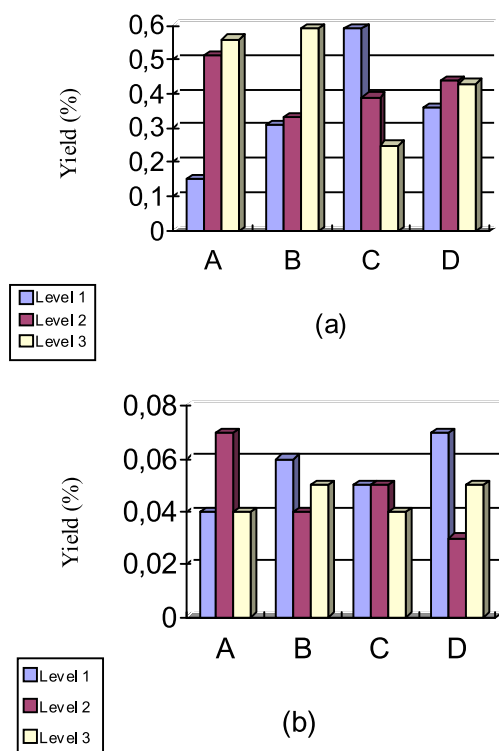 0,6
0,5
0,4
0,3
0,2
0,1
0
Yield (%)
A B C D
Level 1
Level 2
Level 3
(a)
0,08
0,06
0,04
0,02
0
Yield (%)
A B C D
Level 1
Level 2
Level 3
(b)